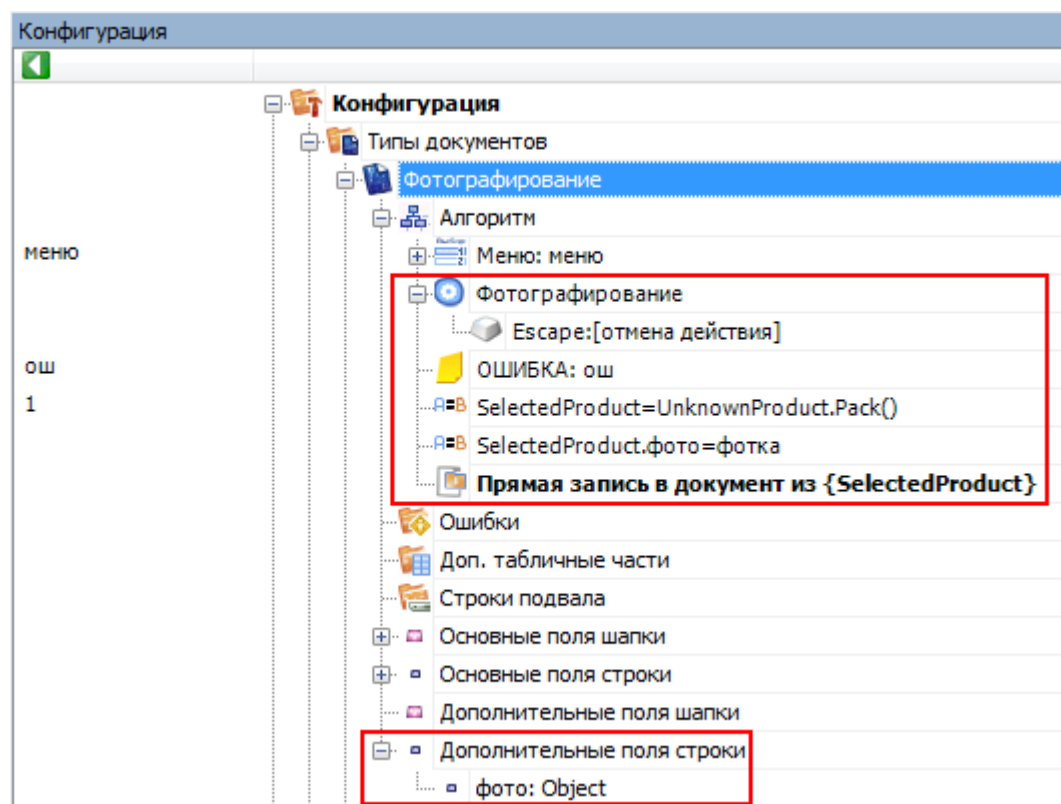 Конфигурация
Конфигурация
Типы документов
Фотографирование
Алгоритм
меню Меню: меню
Фотографирование
Escape:[отмена действия]
ош ОШИБКА: ош
1 A=B SelectedProduct=UnknownProduct.Pack()
A=B SelectedProduct.фото=фотка
Прямая запись в документ из {SelectedProduct}
Ошибки
Доп. табличные части
Строки подвала
Основные поля шапки
Основные поля строки
Дополнительные поля шапки
Дополнительные поля строки
фото: Object